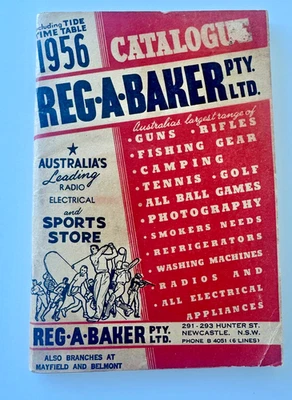 including TIDE
TIME TABLE
1956
CATALOGUE
REG·A·BAKER PTY. LTD.
Australia's largest range of
· GUNS · RIFLES
· FISHING GEAR
· CAMPING
· TENNIS · GOLF
· ALL BALL GAMES
· PHOTOGRAPHY
· SMOKERS NEEDS
· REFRIGERATORS
· WASHING MACHINES
· RADIOS AND
· ALL ELECTRICAL
APPLIANCES
AUSTRALIA'S
Leading
RADIO
ELECTRICAL
and
SPORTS
STORE
REG·A·BAKER PTY. LTD.
291-293 HUNTER ST.
NEWCASTLE, N.S.W.
PHONE B 4051 (6 LINES)
ALSO BRANCHES AT
MAYFIELD AND BELMONT